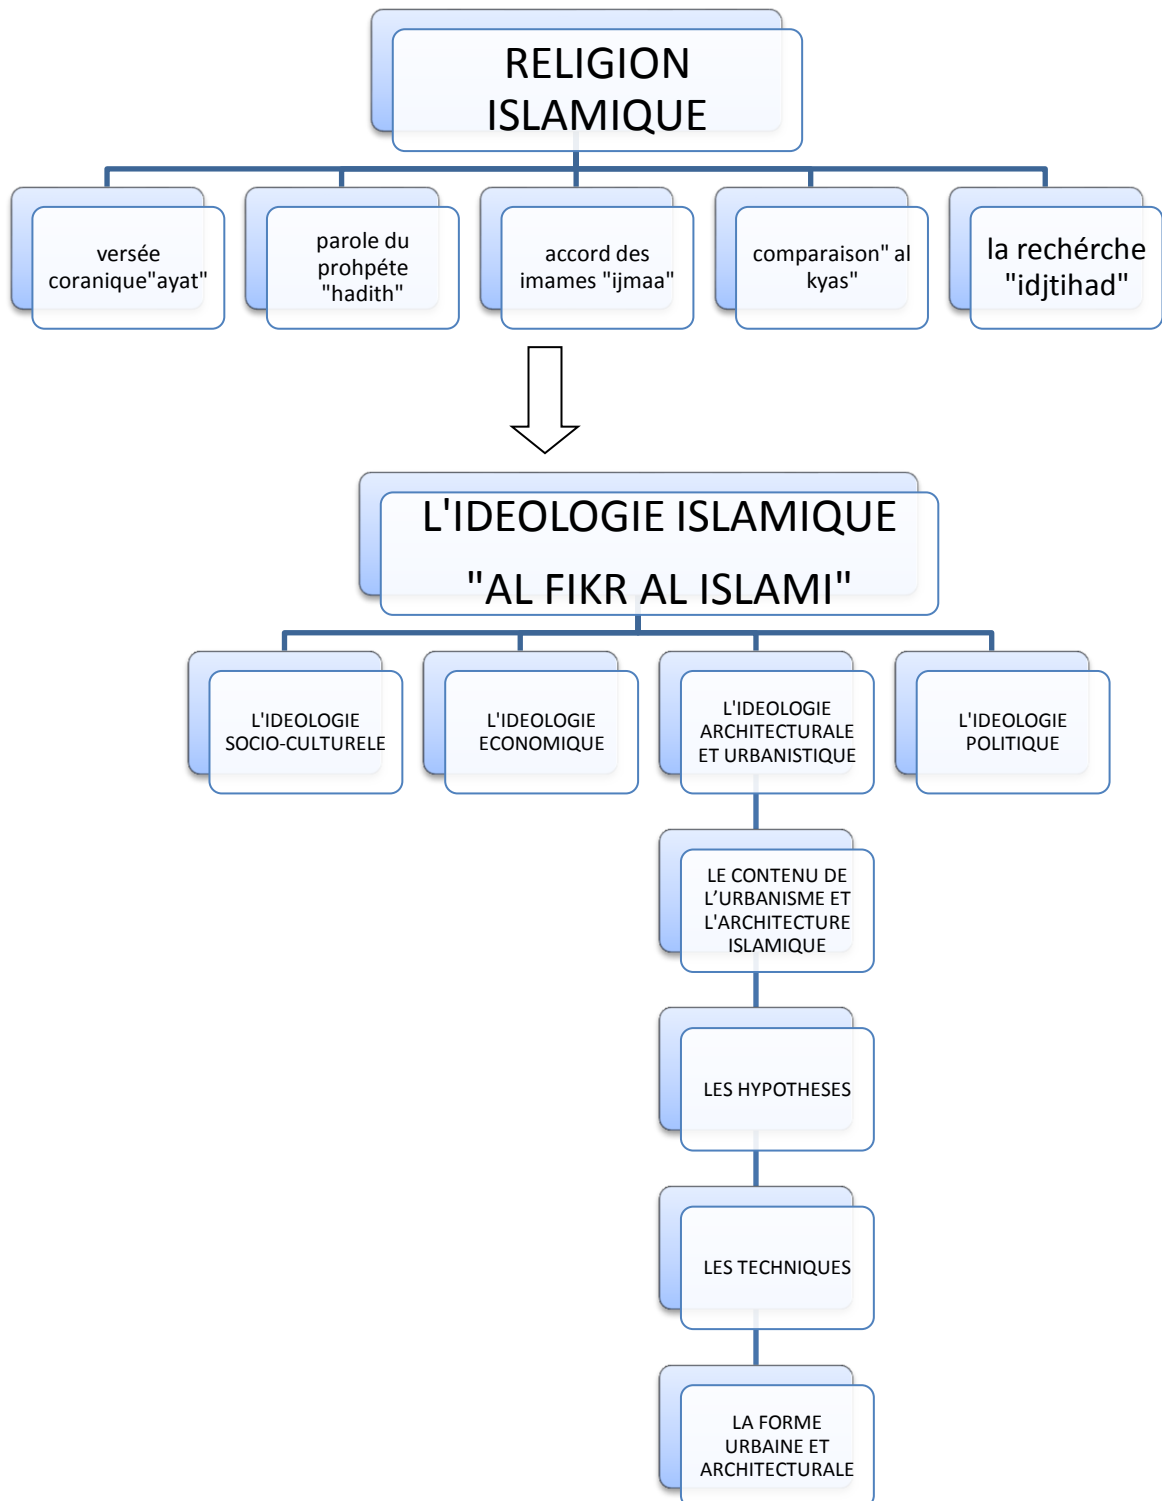 RELIGION
ISLAMIQUE
versée
coranique"ayat"
parole du
prohpéte
"hadith"
accord des
imames "ijmaa"
comparaison" al
kyas"
la rechérche
"idjtihad"
L'IDEOLOGIE ISLAMIQUE
"AL FIKR AL ISLAMI"
L'IDEOLOGIE
SOCIO-CULTURELE
L'IDEOLOGIE
ECONOMIQUE
L'IDEOLOGIE
ARCHITECTURALE
ET URBANISTIQUE
L'IDEOLOGIE
POLITIQUE
LE CONTENU DE
L’URBANISME ET
L'ARCHITECTURE
ISLAMIQUE
LES HYPOTHESES
LES TECHNIQUES
LA FORME
URBAINE ET
ARCHITECTURALE